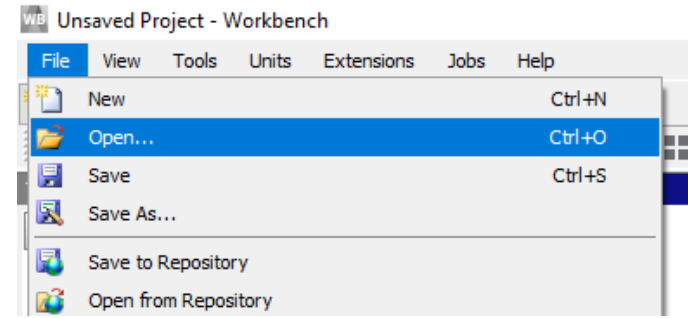 WB Unsaved Project - Workbench
File View Tools Units Extensions Jobs Help
New Ctrl+N
Open... Ctrl+O
Save Ctrl+S
Save As...
Save to Repository
Open from Repository